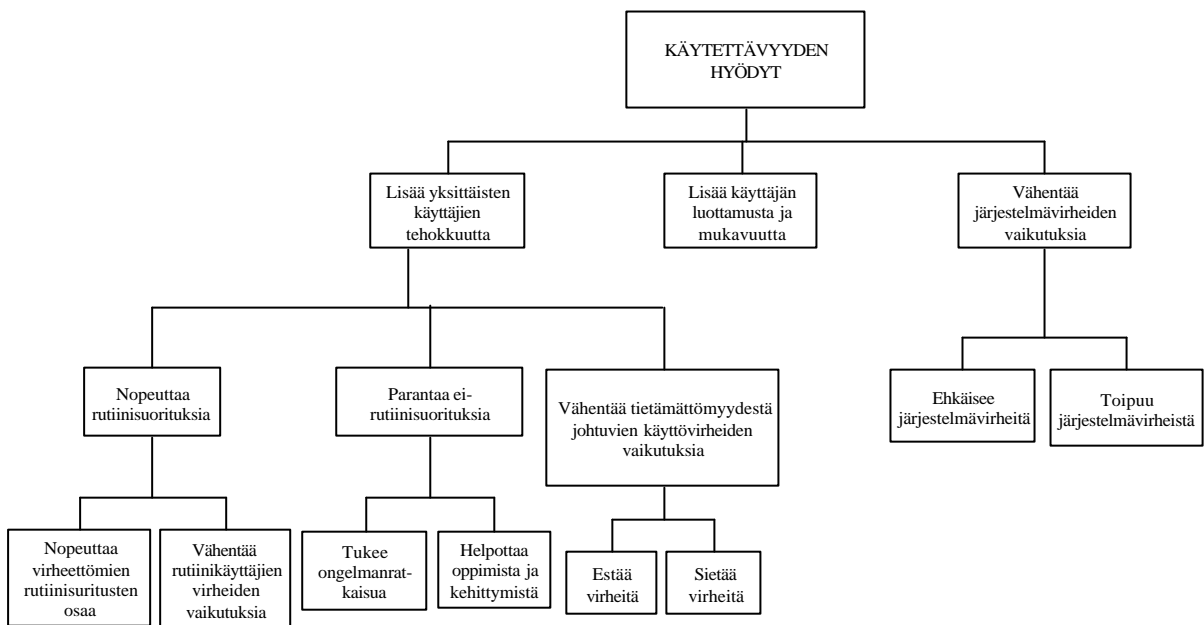 KÄYTETTÄVYYDEN
HYÖDYT
Lisää yksittäisten
käyttäjien
tehokkuutta
Lisää käyttäjän
luottamusta ja
mukavuutta
Vähentää
järjestelmävirheiden
vaikutuksia
Nopeuttaa
rutiinisuorituksia
Parantaa ei-
rutiinisuorituksia
Vähentää tietämättömyydestä
johtuvien käyttövirheiden
vaikutuksia
Ehkäisee
järjestelmävirheitä
Toipuu
järjestelmävirheistä
Nopeuttaa
virheettömien
rutiinisuritusten
osaa
Vähentää
rutiinikäyttäjien
virheiden
vaikutuksia
Tukee
ongelmanrat-
kaisua
Helpottaa
oppimista ja
kehittymistä
Estää
virheitä
Sietää
virheitä